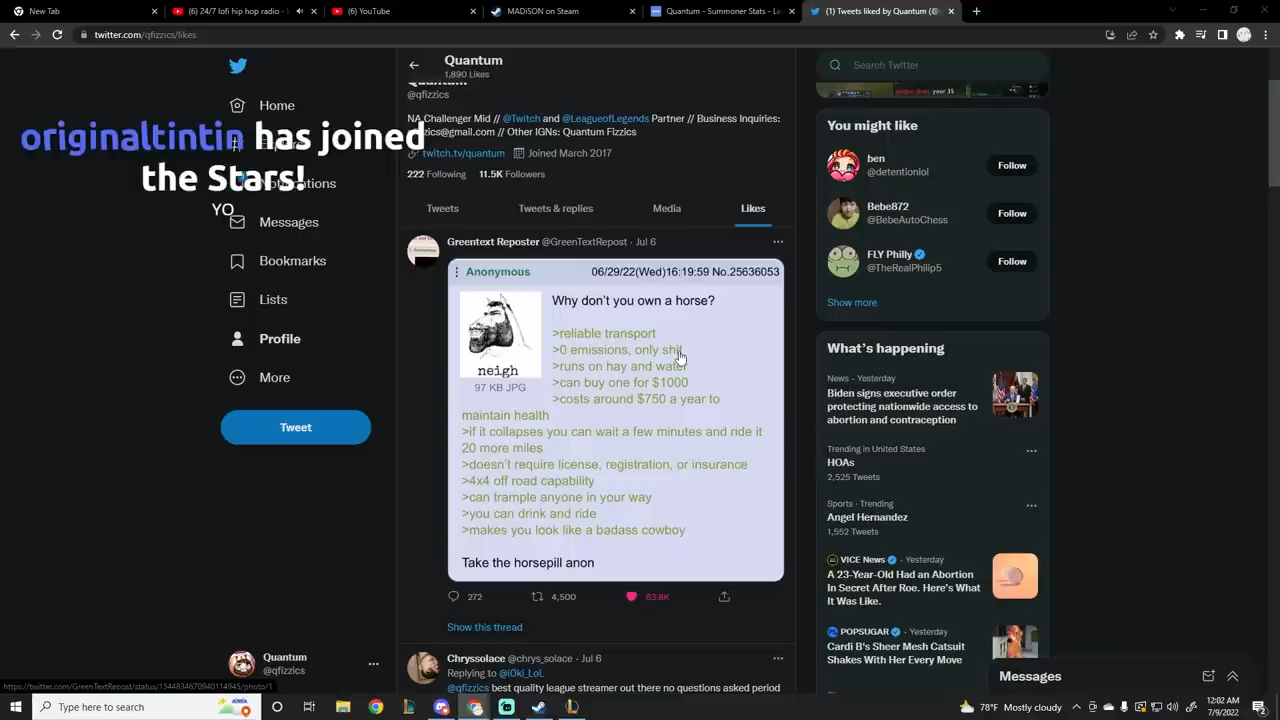 New Tab
(6) 24/7 lofi hip hop radio -
(6) YouTube
MADiSON on Steam
Quantum - Summoner Stats - Le
(1) Tweets liked by Quantum (@
twitter.com/qfizzics/likes
Quantum
1,890 Likes
Quantum
@qfizzics
NA Challenger Mid // @Twitch and @LeagueofLegends Partner // Business Inquiries:
zics@gmail.com // Other IGNs: Quantum Fizzics
twitch.tv/quantum Joined March 2017
222 Following 11.5K Followers
Tweets Tweets & replies Media Likes
originaltintin has joined
the Stars!
YO
Home
Notifications
Messages
Bookmarks
Lists
Profile
More
Tweet
Quantum
@qfizzics
Greentext Reposter @GreenTextRepost · Jul 6
Anonymous 06/29/22(Wed)16:19:59 No.25636053
neigh
97 KB JPG
Why don't you own a horse?
>reliable transport
>0 emissions, only shit
>runs on hay and water
>can buy one for $1000
>costs around $750 a year to
maintain health
>if it collapses you can wait a few minutes and ride it
20 more miles
>doesn't require license, registration, or insurance
>4x4 off road capability
>can trample anyone in your way
>you can drink and ride
>makes you look like a badass cowboy
Take the horsepill anon
272 4,500 63.8K
Show this thread
Chryssolace @chrys_solace · Jul 6
Replying to @i0ki_LoL
@qfizzics best quality league streamer out there no questions asked period
Search Twitter
your 35
You might like
ben
@detentionlol
Follow
Bebe872
@BebeAutoChess
Follow
FLY Philly
@TheRealPhilip5
Follow
Show more
What's happening
News · Yesterday
Biden signs executive order
protecting nationwide access to
abortion and contraception
Trending in United States
HOAs
2,525 Tweets
Sports · Trending
Angel Hernandez
1,552 Tweets
VICE News · Yesterday
A 23-Year-Old Had an Abortion
In Secret After Roe. Here's What
It Was Like.
POPSUGAR · Yesterday
Cardi B's Sheer Mesh Catsuit
Shakes With Her Every Move
Messages
https://twitter.com/GreenTextRepost/status/1544834670940114945/photo/1
Type here to search
78°F Mostly cloudy
12:02 AM
7/9/2022